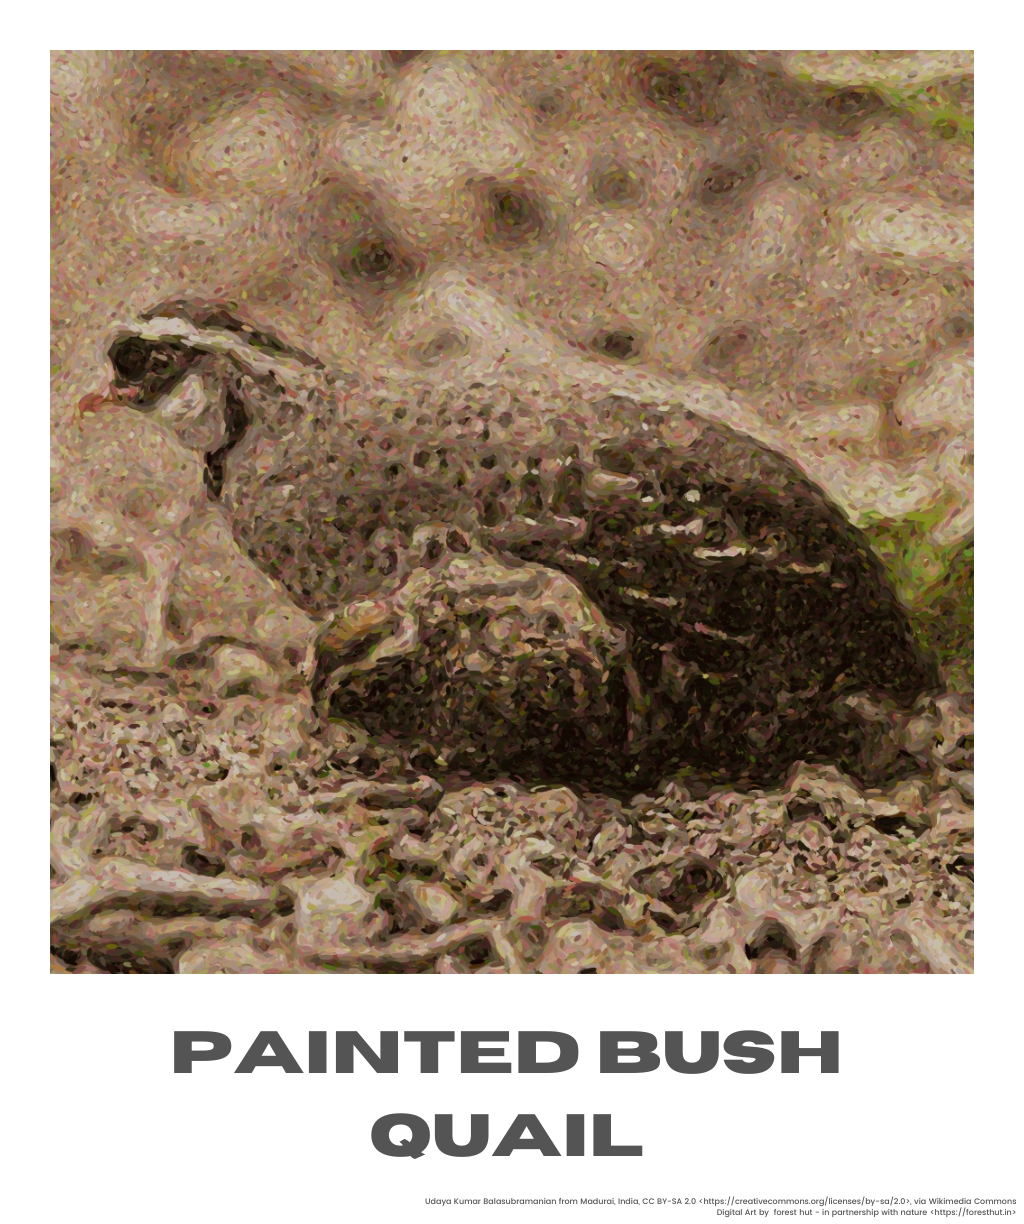 PAINTED BUSH
QUAIL
Udaya Kumar Balasubramanian from Madurai, India, CC BY-SA 2.0 <https://creativecommons.org/licenses/by-sa/2.0>, via Wikimedia Commons
Digital Art by  forest hut - in partnership with nature <https://foresthut.in>